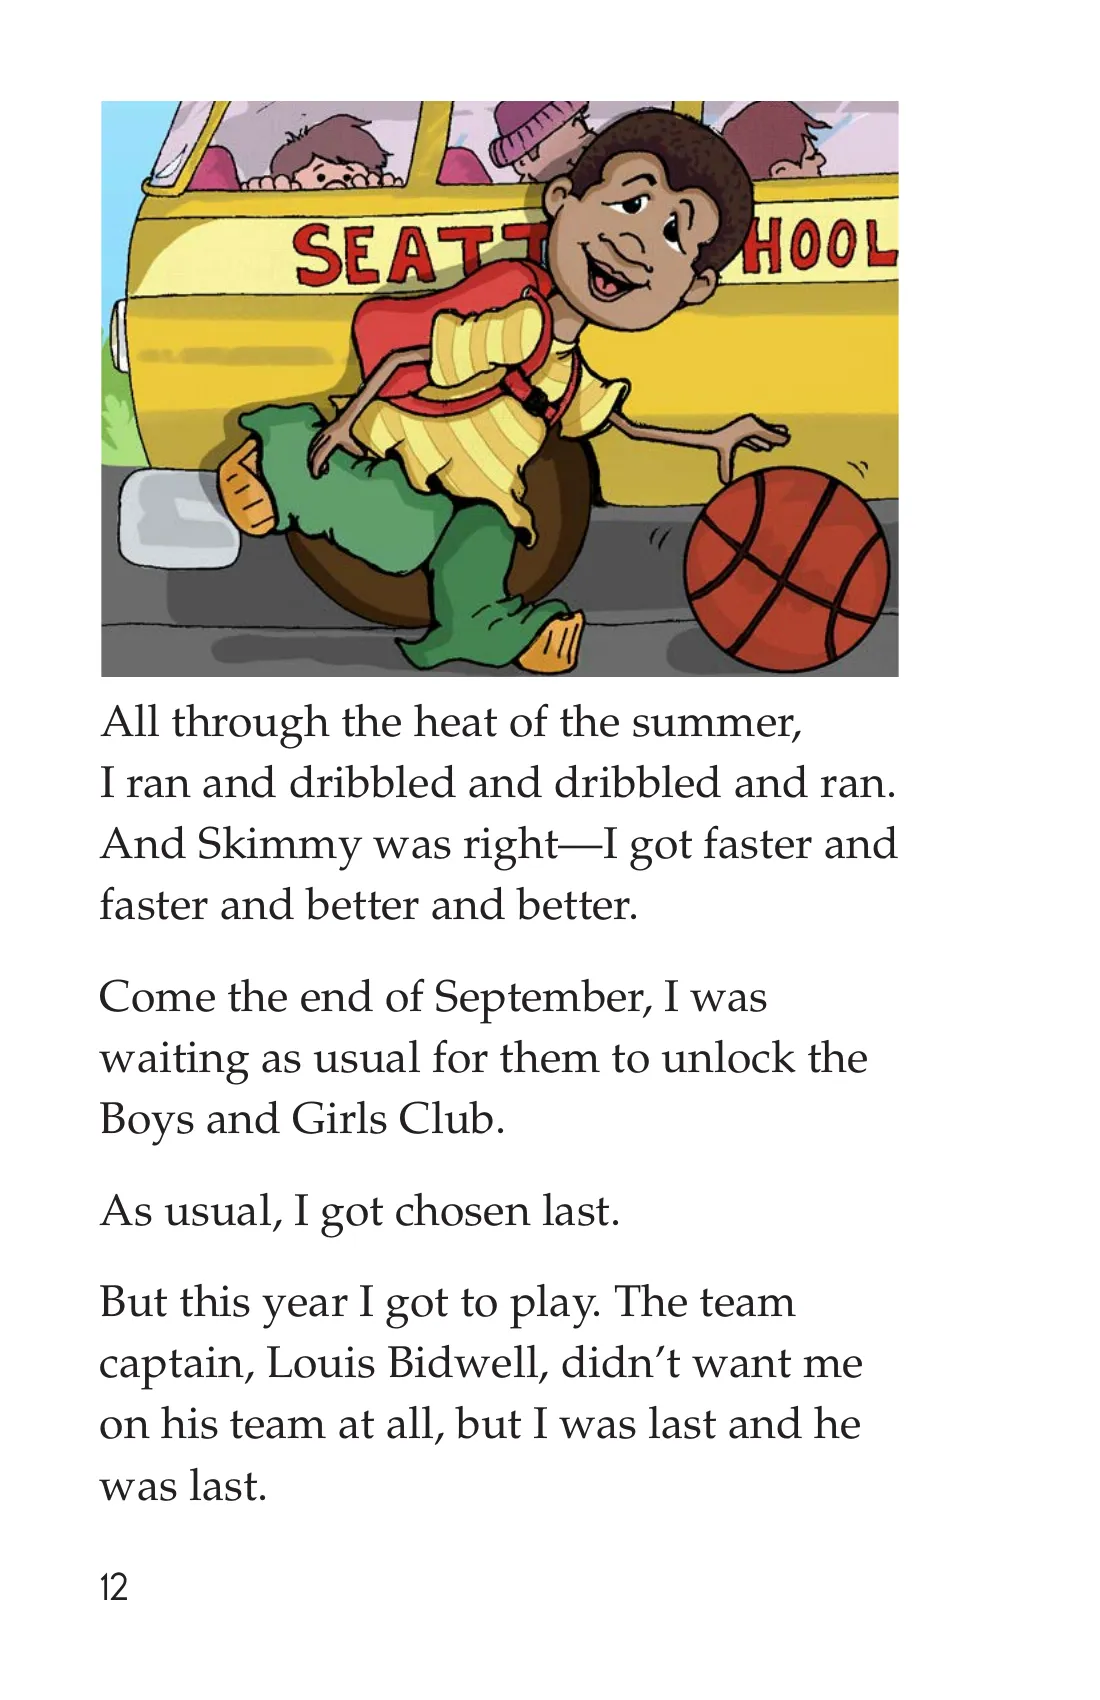 SEATT HOOL
All through the heat of the summer,
I ran and dribbled and dribbled and ran.
And Skimmy was right—I got faster and
faster and better and better.
Come the end of September, I was
waiting as usual for them to unlock the
Boys and Girls Club.
As usual, I got chosen last.
But this year I got to play. The team
captain, Louis Bidwell, didn’t want me
on his team at all, but I was last and he
was last.
12